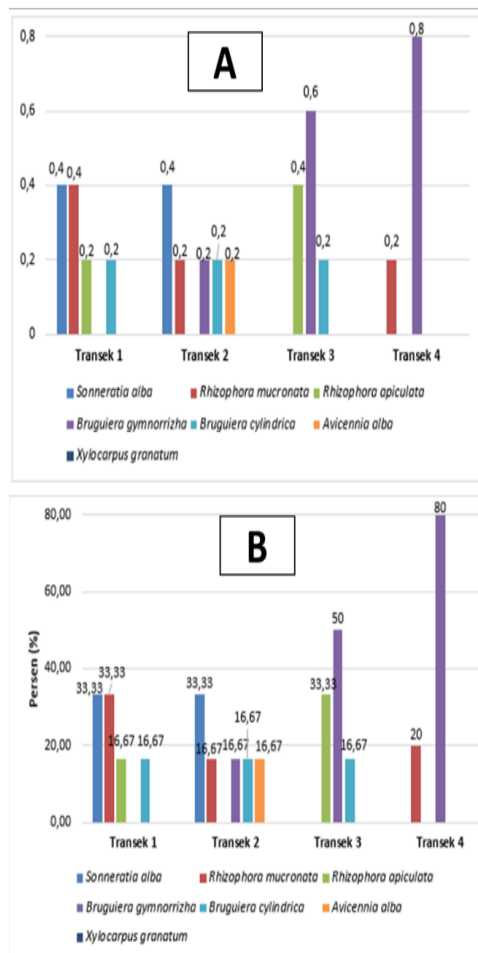 A
0,8
0,8
0,6
0,6
0,4 0,4
0,4
0,4
0,4
0,2
0,2 0,2
0,2 0,2 0,2 0,2
0,2
0,2
0
Transek 1 Transek 2 Transek 3 Transek 4
Sonneratia alba Rhizophora mucronata Rhizophora apiculata
Bruguiera gymnorrizha Bruguiera cylindrica Avicennia alba
Xylocarpus granatum
B
80,00
80
60,00
50
40,00
33,33 33,33
33,33
33,33
20,00
16,67 16,67
16,67 16,67 16,67 16,67
16,67
20
0,00
Persen (%)
Transek 1 Transek 2 Transek 3 Transek 4
Sonneratia alba Rhizophora mucronata Rhizophora apiculata
Bruguiera gymnorrizha Bruguiera cylindrica Avicennia alba
Xylocarpus granatum